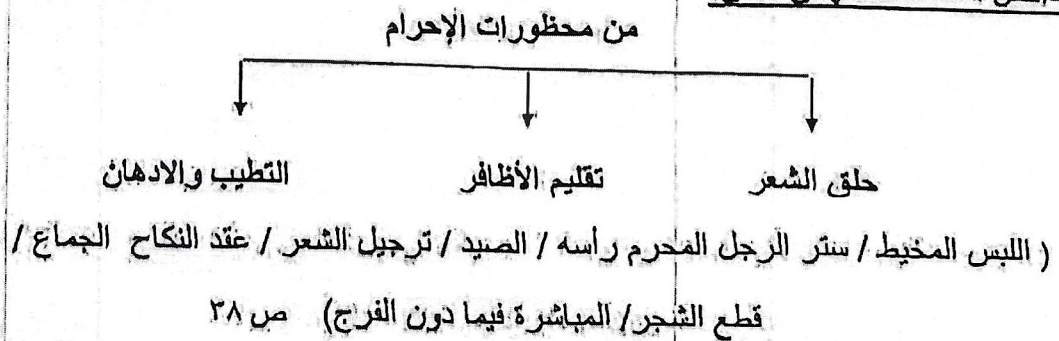 من محظورات الإحرام
حلق الشعر تقليم الأظافر التطيب والادهان
( اللبس المخيط / ستر الرجل المحرم رأسه / الصيد / ترجيل الشعر / عقد النكاح الجماع /
قطع الشجر/ المباشرة فيما دون الفرج) ص ٣٨